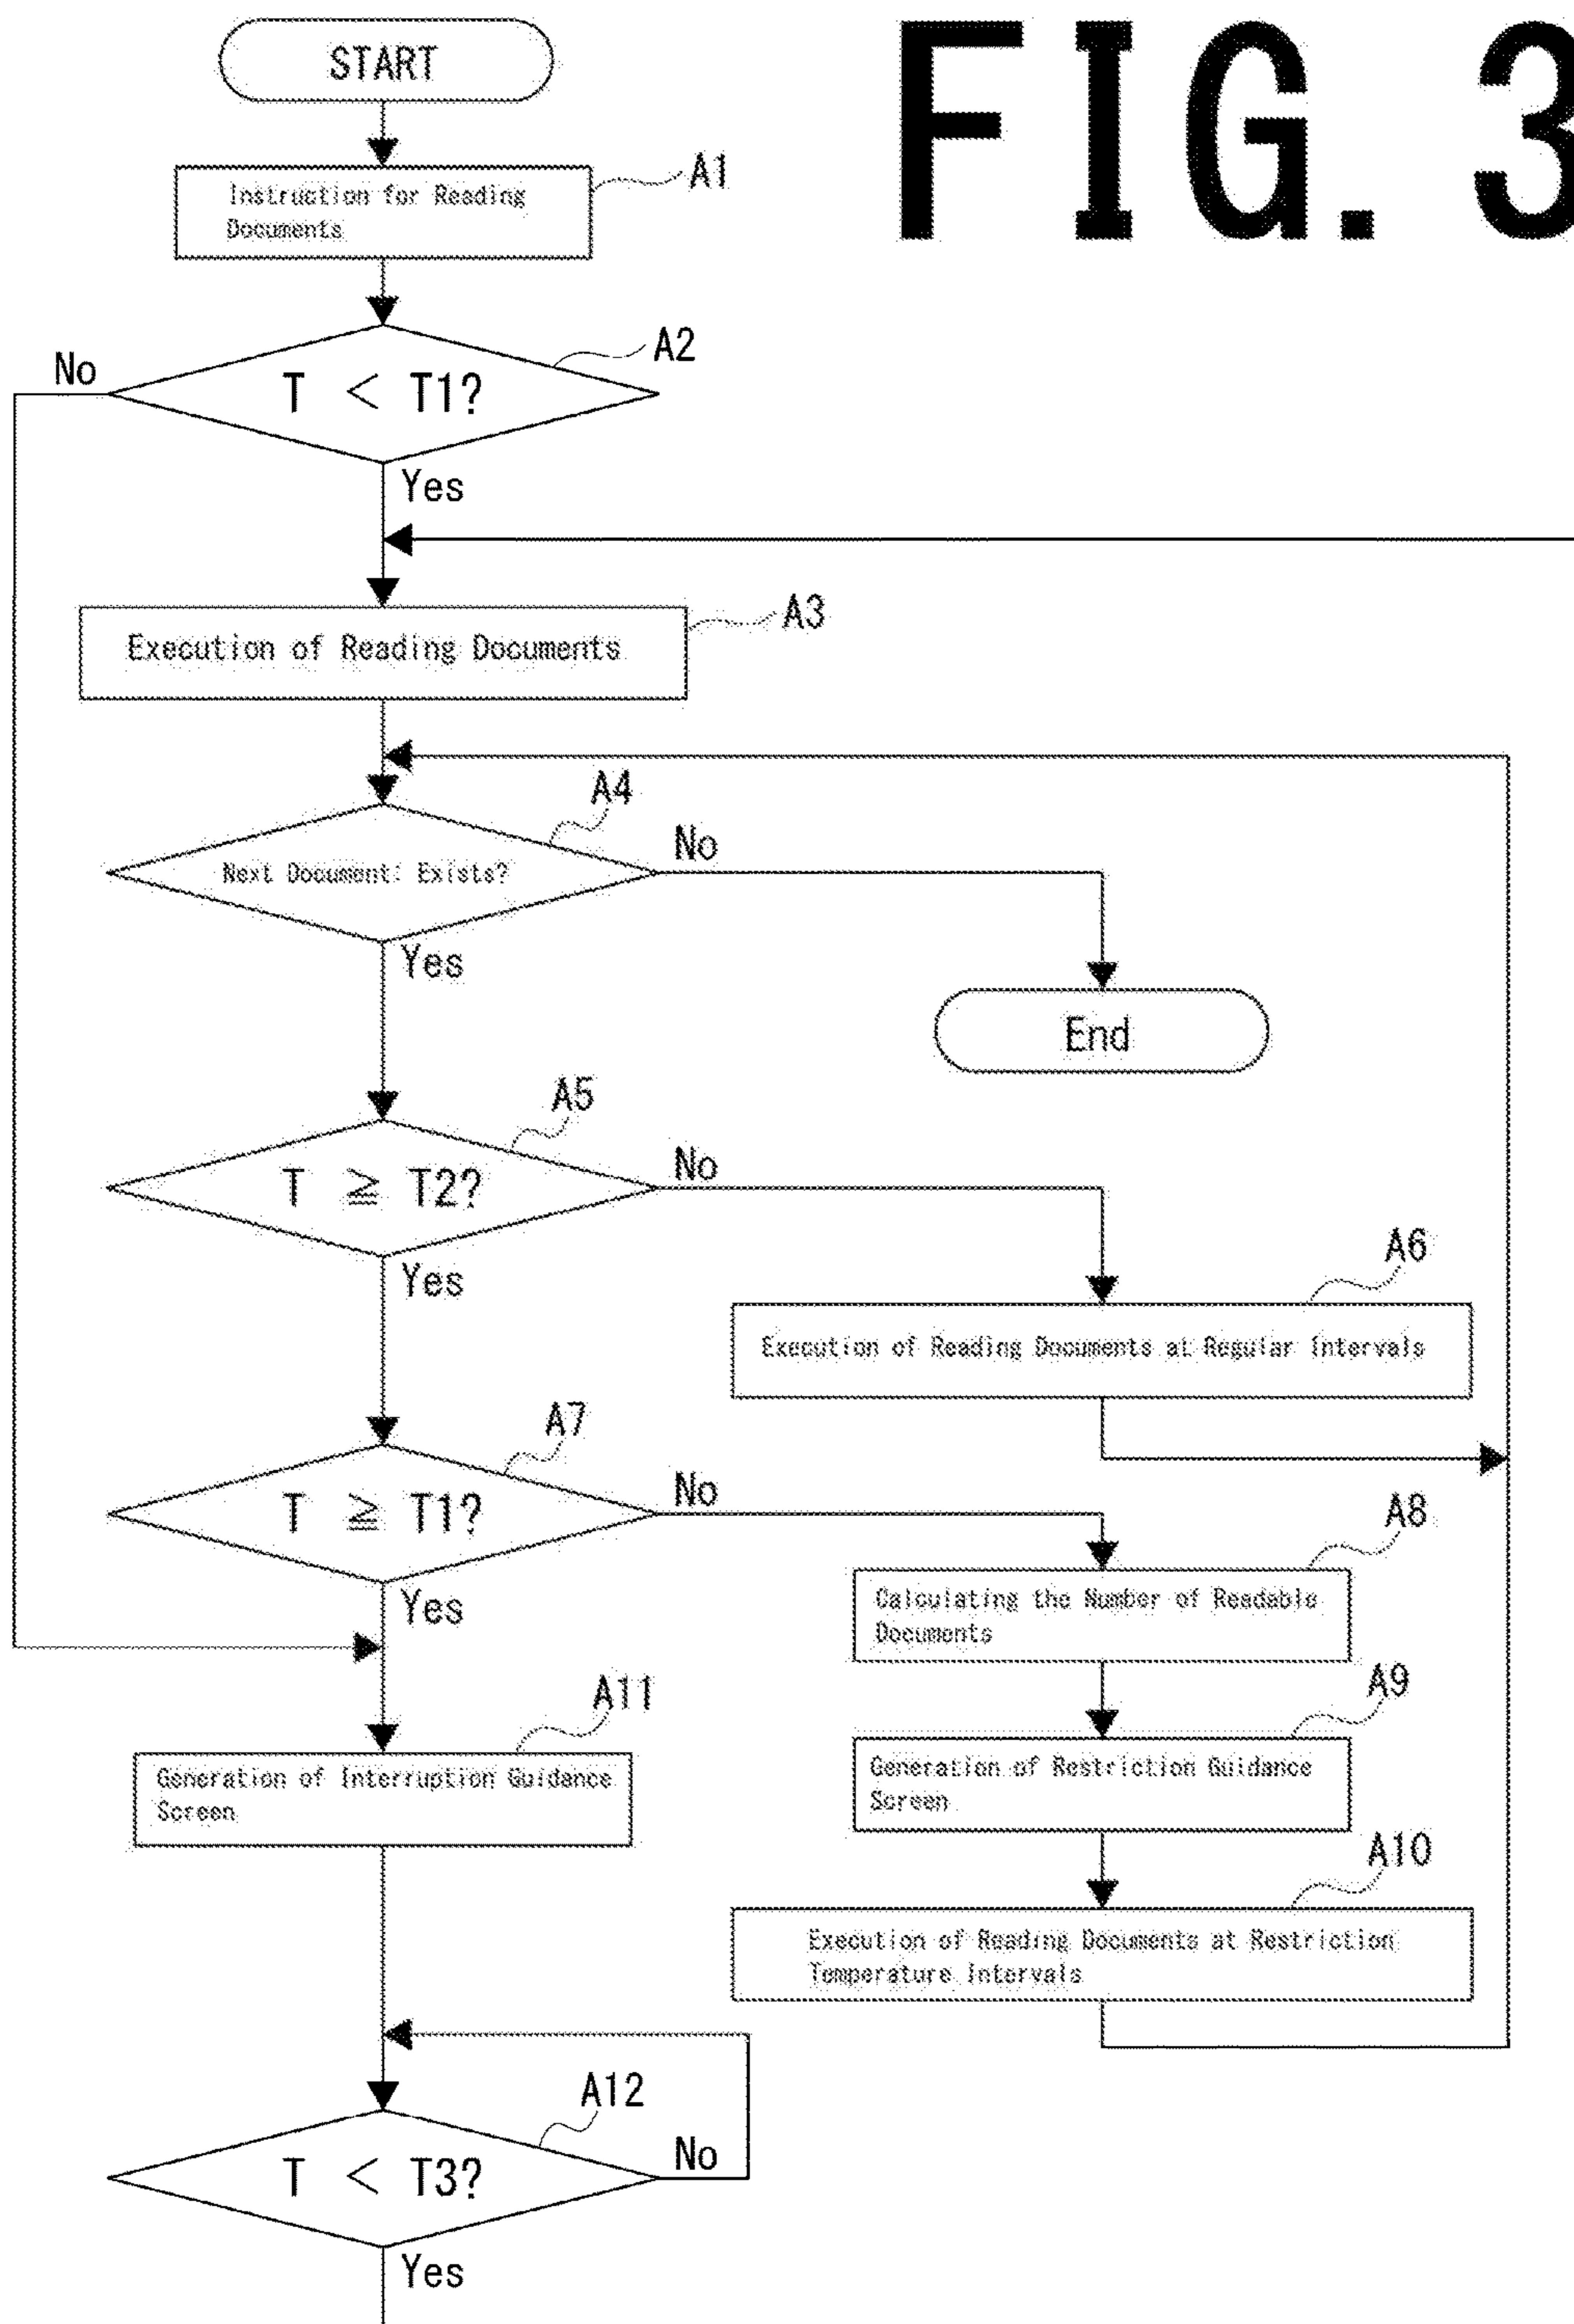 FIG. 3
START
A1
Instruction for Reading
Documents
A2
No
T < T1?
Yes
A3
Execution of Reading Documents
A4
No
Next Document: Exists?
Yes
End
A5
No
T ≧ T2?
Yes
A6
Execution of Reading Documents at Regular Intervals
A7
No
T ≧ T1?
Yes
A8
Calculating the Number of Readable
Documents
A9
Generation of Restriction Guidance
Screen
A10
Execution of Reading Documents at Restriction
Temperature Intervals
A11
Generation of Interruption Guidance
Screen
A12
No
T < T3?
Yes